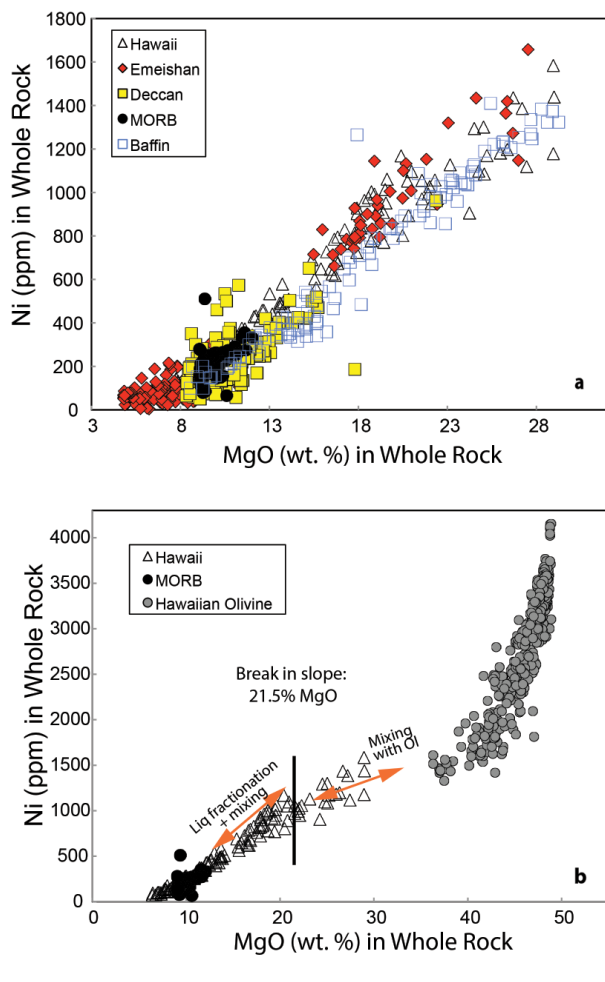 1800
1600
1400
1200
1000
800
600
400
200
0
Ni (ppm) in Whole Rock
Hawaii
Emeishan
Deccan
MORB
Baffin
a
3 8 13 18 23 28
MgO (wt. %) in Whole Rock
4000
3500
3000
2500
2000
1500
1000
500
0
Ni (ppm) in Whole Rock
Hawaii
MORB
Hawaiian Olivine
Break in slope:
21.5% MgO
Mixing
with Ol
Liq fractionation
+ mixing
b
0 10 20 30 40 50
MgO (wt. %) in Whole Rock